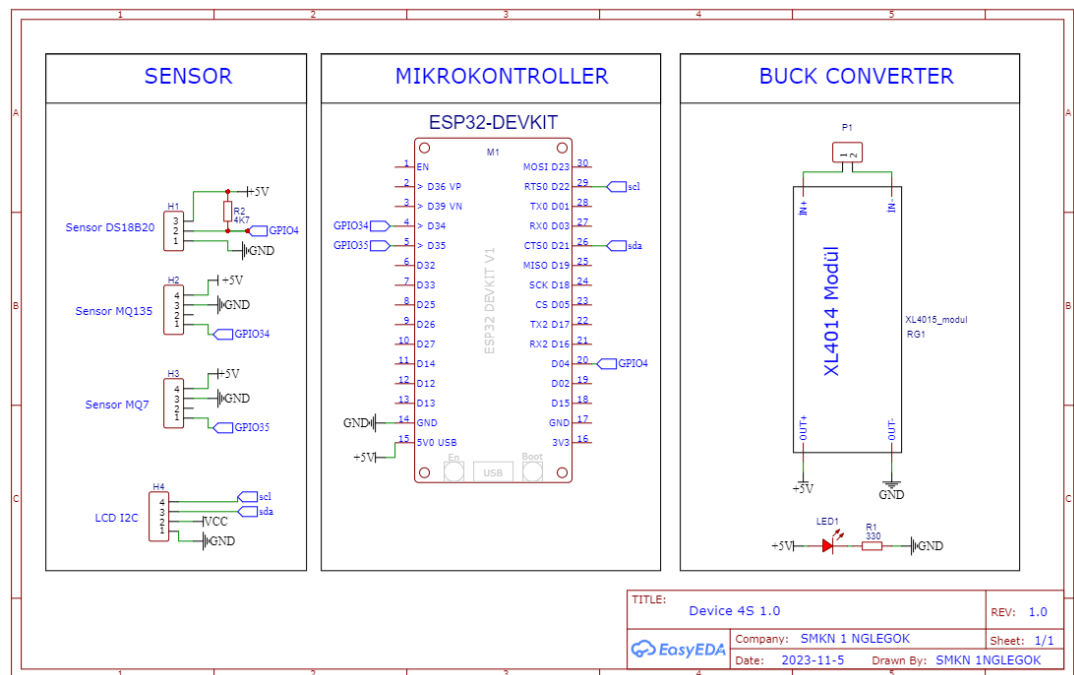 1 2 3 4 5
A
B
C
A
B
C
SENSOR
H1
Sensor DS18B20
3
2
1
+5V
R2
4K7
GPIO4
GND
H2
Sensor MQ135
4
3
2
1
+5V
GND
GPIO34
H3
Sensor MQ7
4
3
2
1
+5V
GND
GPIO35
H4
LCD I2C
4
3
2
1
scl
sda
VCC
GND
MIKROKONTROLLER
ESP32-DEVKIT
M1
1 EN MOSI D23 30
2 > D36 VP RTS0 D22 29 scl
3 > D39 VN TX0 D01 28
GPIO34 4 > D34 RX0 D03 27
GPIO35 5 > D35 CTS0 D21 26 sda
6 D32 MISO D19 25
7 D33 SCK D18 24
8 D25 CS D05 23
9 D26 TX2 D17 22
10 D27 RX2 D16 21
11 D14 D04 20 GPIO4
12 D12 D02 19
13 D13 D15 18
GND 14 GND GND 17
+5V 15 5V0 USB 3V3 16
ESP32 DEVKIT V1
En USB Boot
BUCK CONVERTER
P1
1 2
IN+ IN-
XL4014 Modül
XL4015_modul
RG1
OUT+ OUT-
+5V GND
LED1 R1
330
+5V GND
TITLE:
Device 4S 1.0
REV: 1.0
EasyEDA
Company: SMKN 1 NGLEGOK
Sheet: 1/1
Date: 2023-11-5 Drawn By: SMKN 1NGLEGOK
1 2 3 4 5